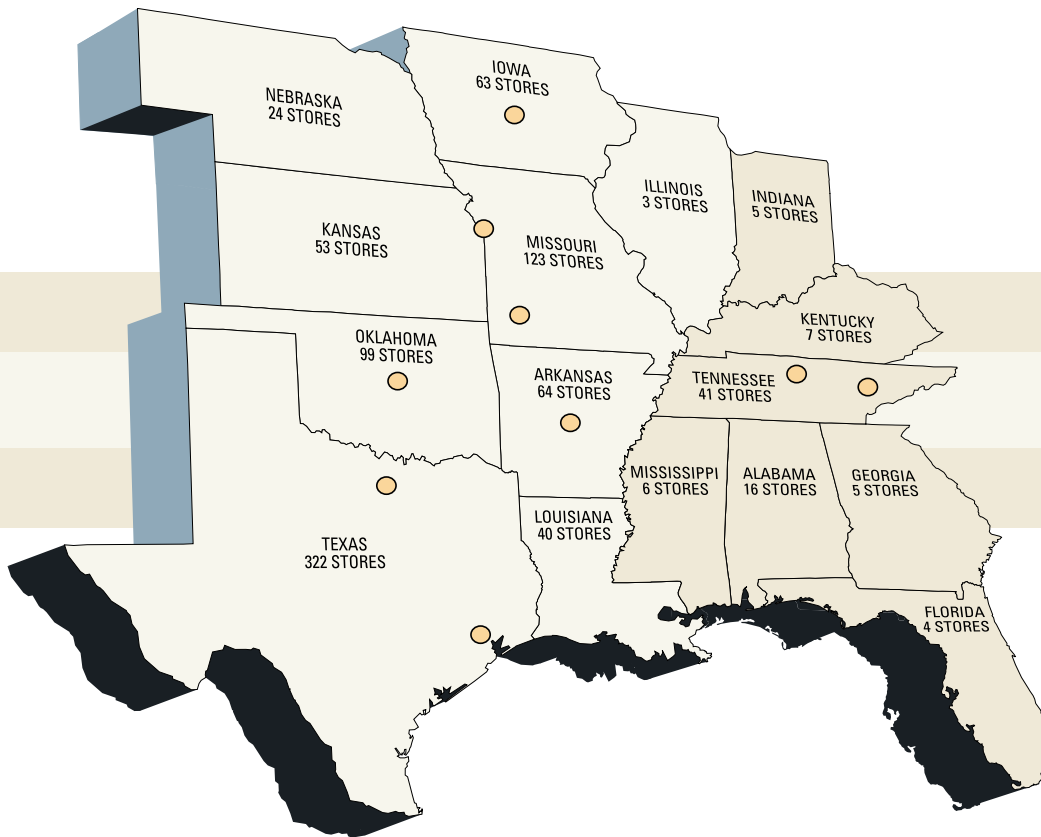 IOWA
63 STORES
NEBRASKA
24 STORES
ILLINOIS
3 STORES
INDIANA
5 STORES
KANSAS
53 STORES
MISSOURI
123 STORES
KENTUCKY
7 STORES
OKLAHOMA
99 STORES
ARKANSAS
64 STORES
TENNESSEE
41 STORES
MISSISSIPPI
6 STORES
ALABAMA
16 STORES
GEORGIA
5 STORES
LOUISIANA
40 STORES
TEXAS
322 STORES
FLORIDA
4 STORES